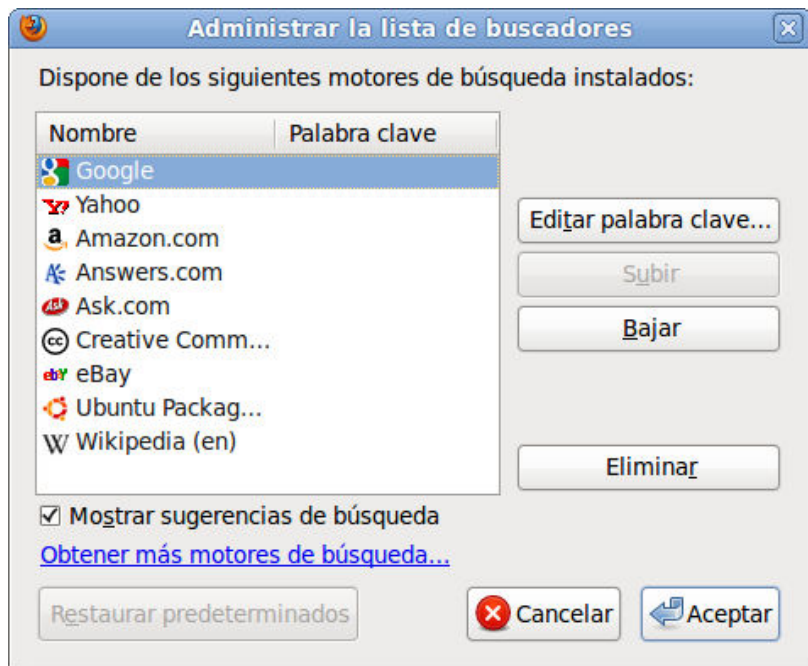 Administrar la lista de buscadores
Dispone de los siguientes motores de búsqueda instalados:
Nombre Palabra clave
Google
Yahoo
Amazon.com
Answers.com
Ask.com
Creative Comm...
eBay
Ubuntu Packag...
Wikipedia (en)
Editar palabra clave...
Subir
Bajar
Eliminar
Mostrar sugerencias de búsqueda
Obtener más motores de búsqueda...
Restaurar predeterminados
Cancelar
Aceptar